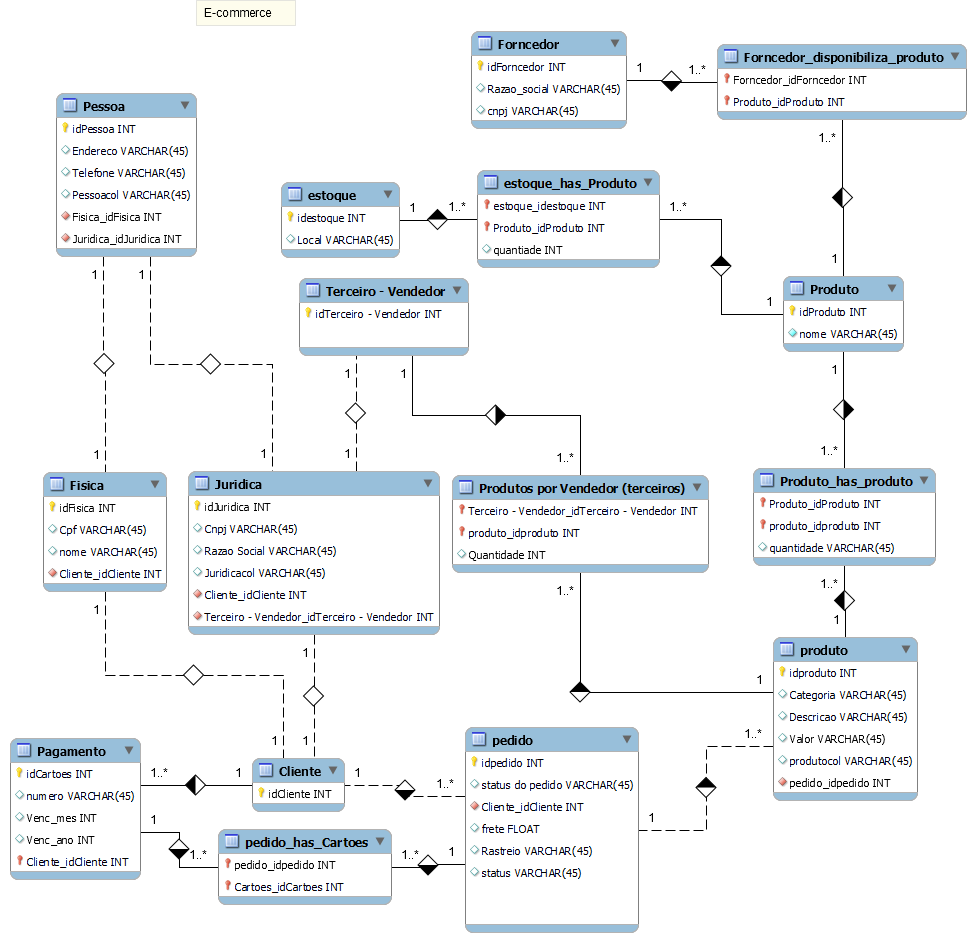 E-commerce
Forncedor
idForncedor INT
Razao_social VARCHAR(45)
cnpj VARCHAR(45)
1
1..*
Forncedor_disponibiliza_produto
Forncedor_idForncedor INT
Produto_idProduto INT
1..*
1
Pessoa
idPessoa INT
Endereco VARCHAR(45)
Telefone VARCHAR(45)
Pessoacol VARCHAR(45)
Fisica_idFisica INT
Juridica_idJuridica INT
1
1
1
1
estoque
idestoque INT
Local VARCHAR(45)
1
1..*
estoque_has_Produto
estoque_idestoque INT
Produto_idProduto INT
quantiade INT
1..*
1
Produto
idProduto INT
nome VARCHAR(45)
1
1..*
Terceiro - Vendedor
idTerceiro - Vendedor INT
1
1
1
1..*
Fisica
idFisica INT
Cpf VARCHAR(45)
nome VARCHAR(45)
Cliente_idCliente INT
1
1
Juridica
idJuridica INT
Cnpj VARCHAR(45)
Razao Social VARCHAR(45)
Juridicacol VARCHAR(45)
Cliente_idCliente INT
Terceiro - Vendedor_idTerceiro - Vendedor INT
1
1
Produtos por Vendedor (terceiros)
Terceiro - Vendedor_idTerceiro - Vendedor INT
produto_idproduto INT
Quantidade INT
1..*
1
Produto_has_produto
Produto_idProduto INT
produto_idproduto INT
quantidade VARCHAR(45)
1..*
1
produto
idproduto INT
Categoria VARCHAR(45)
Descricao VARCHAR(45)
Valor VARCHAR(45)
produtocol VARCHAR(45)
pedido_idpedido INT
1..*
1
Pagamento
idCartoes INT
numero VARCHAR(45)
Venc_mes INT
Venc_ano INT
Cliente_idCliente INT
1..*
1
1
1..*
Cliente
idCliente INT
1
1..*
pedido
idpedido INT
status do pedido VARCHAR(45)
Cliente_idCliente INT
frete FLOAT
Rastreio VARCHAR(45)
status VARCHAR(45)
pedido_has_Cartoes
pedido_idpedido INT
Cartoes_idCartoes INT
1..*
1